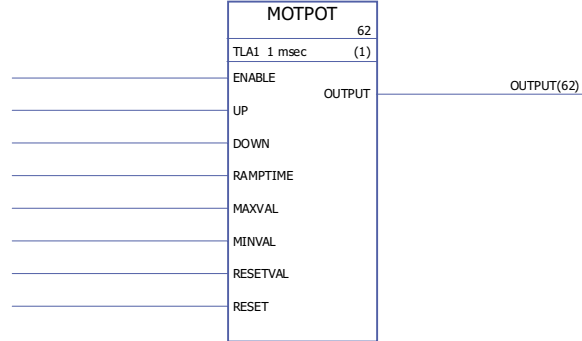 MOTPOT
62
TLA1 1 msec (1)
ENABLE
OUTPUT
OUTPUT(62)
UP
DOWN
RAMPTIME
MAXVAL
MINVAL
RESETVAL
RESET